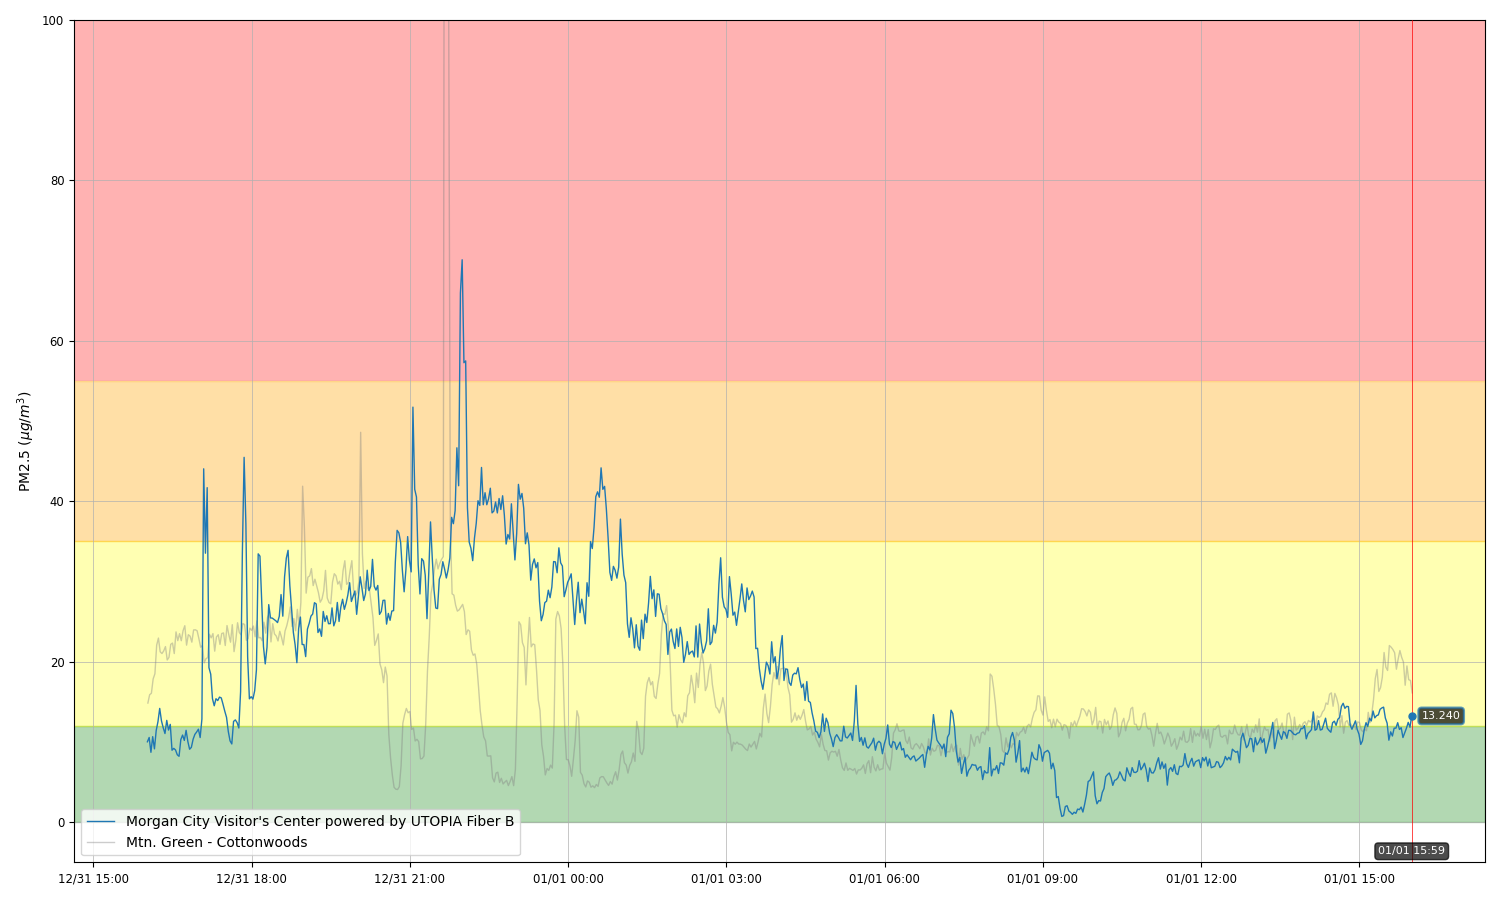 100
80
60
40
20
0
PM2.5 (μg/m³)
13.240
Morgan City Visitor's Center powered by UTOPIA Fiber B
Mtn. Green - Cottonwoods
01/01 15:59
12/31 15:00 12/31 18:00 12/31 21:00 01/01 00:00 01/01 03:00 01/01 06:00 01/01 09:00 01/01 12:00 01/01 15:00